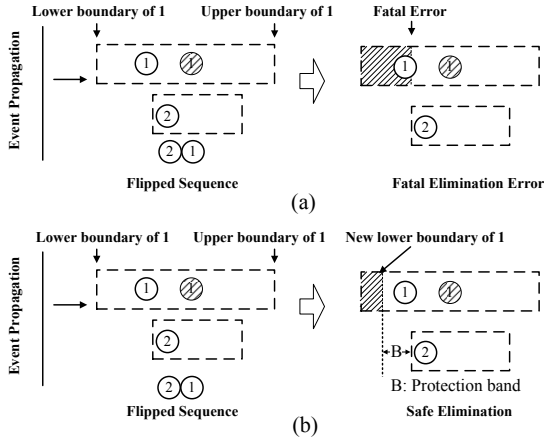 Lower boundary of 1 Upper boundary of 1 Fatal Error
Event Propagation
1 1 1 1
2 2
2 1
Flipped Sequence Fatal Elimination Error
(a)
Lower boundary of 1 Upper boundary of 1 New lower boundary of 1
Event Propagation
1 1 1 1
2 B 2
2 1 B: Protection band
Flipped Sequence Safe Elimination
(b)